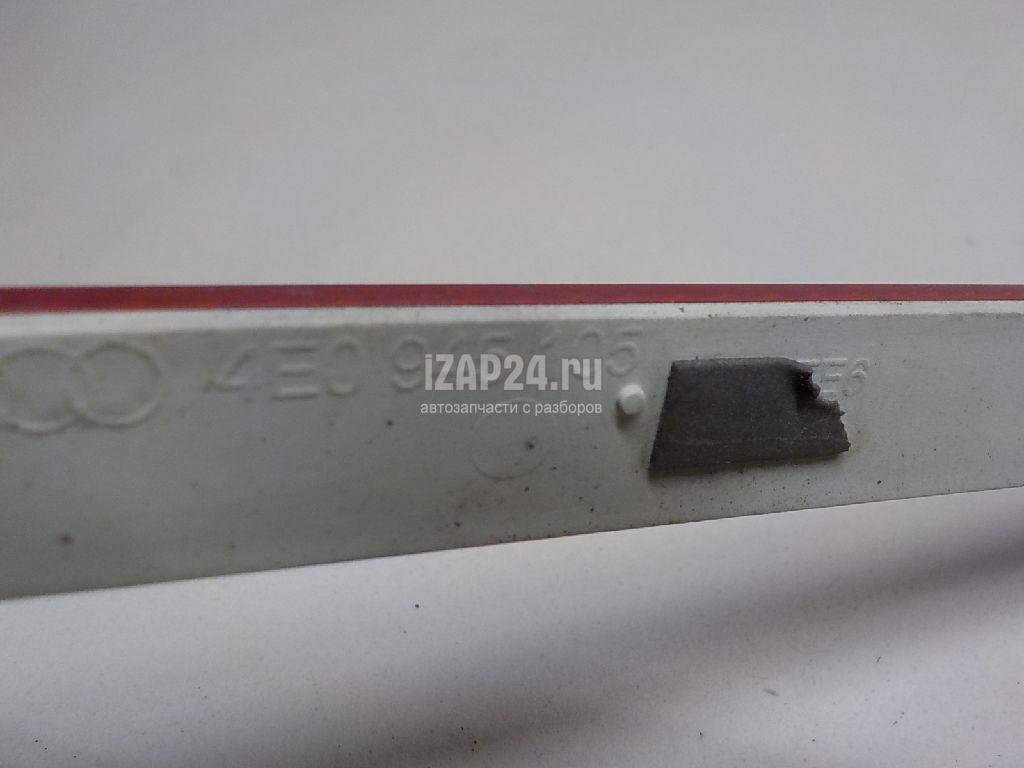 4E0 945 105
iZAP24.ru
автозапчасти с разборов